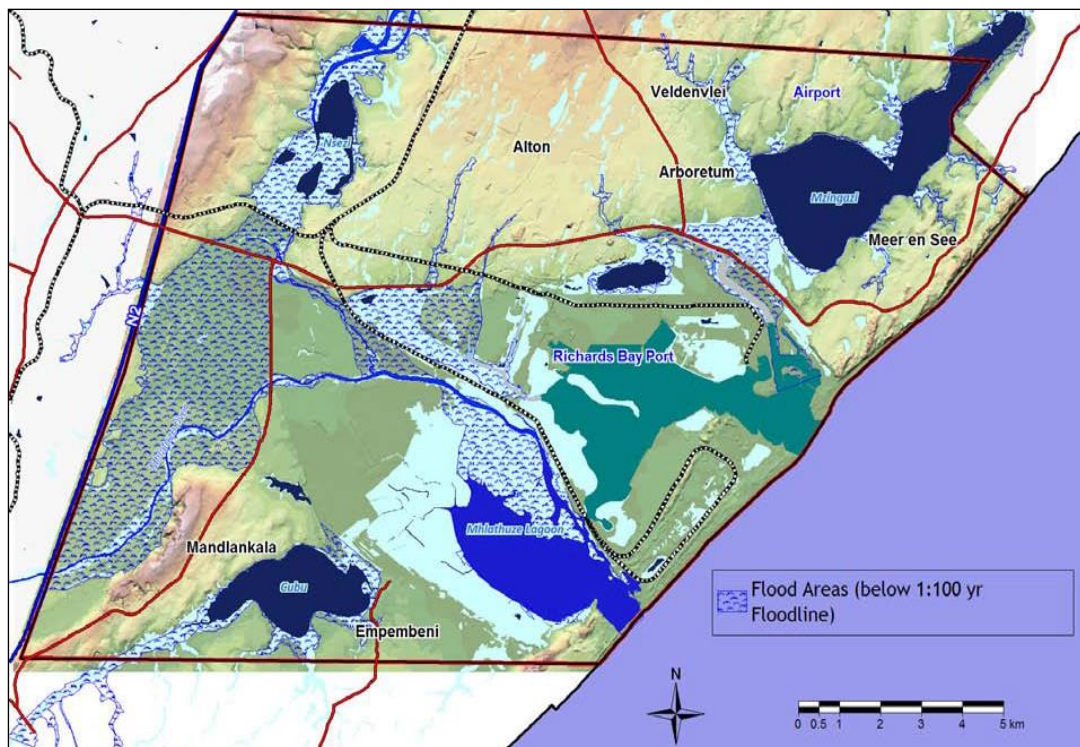 Veldenvlei
Airport
Nsezi
Alton
Arboretum
Mzingazi
Meer en See
N2
Richards Bay Port
Mhlathuze Lagoon
Mandlankala
Cubu
Empembeni
Flood Areas (below 1:100 yr
Floodline)
N
0 0.5 1 2 3 4 5 km